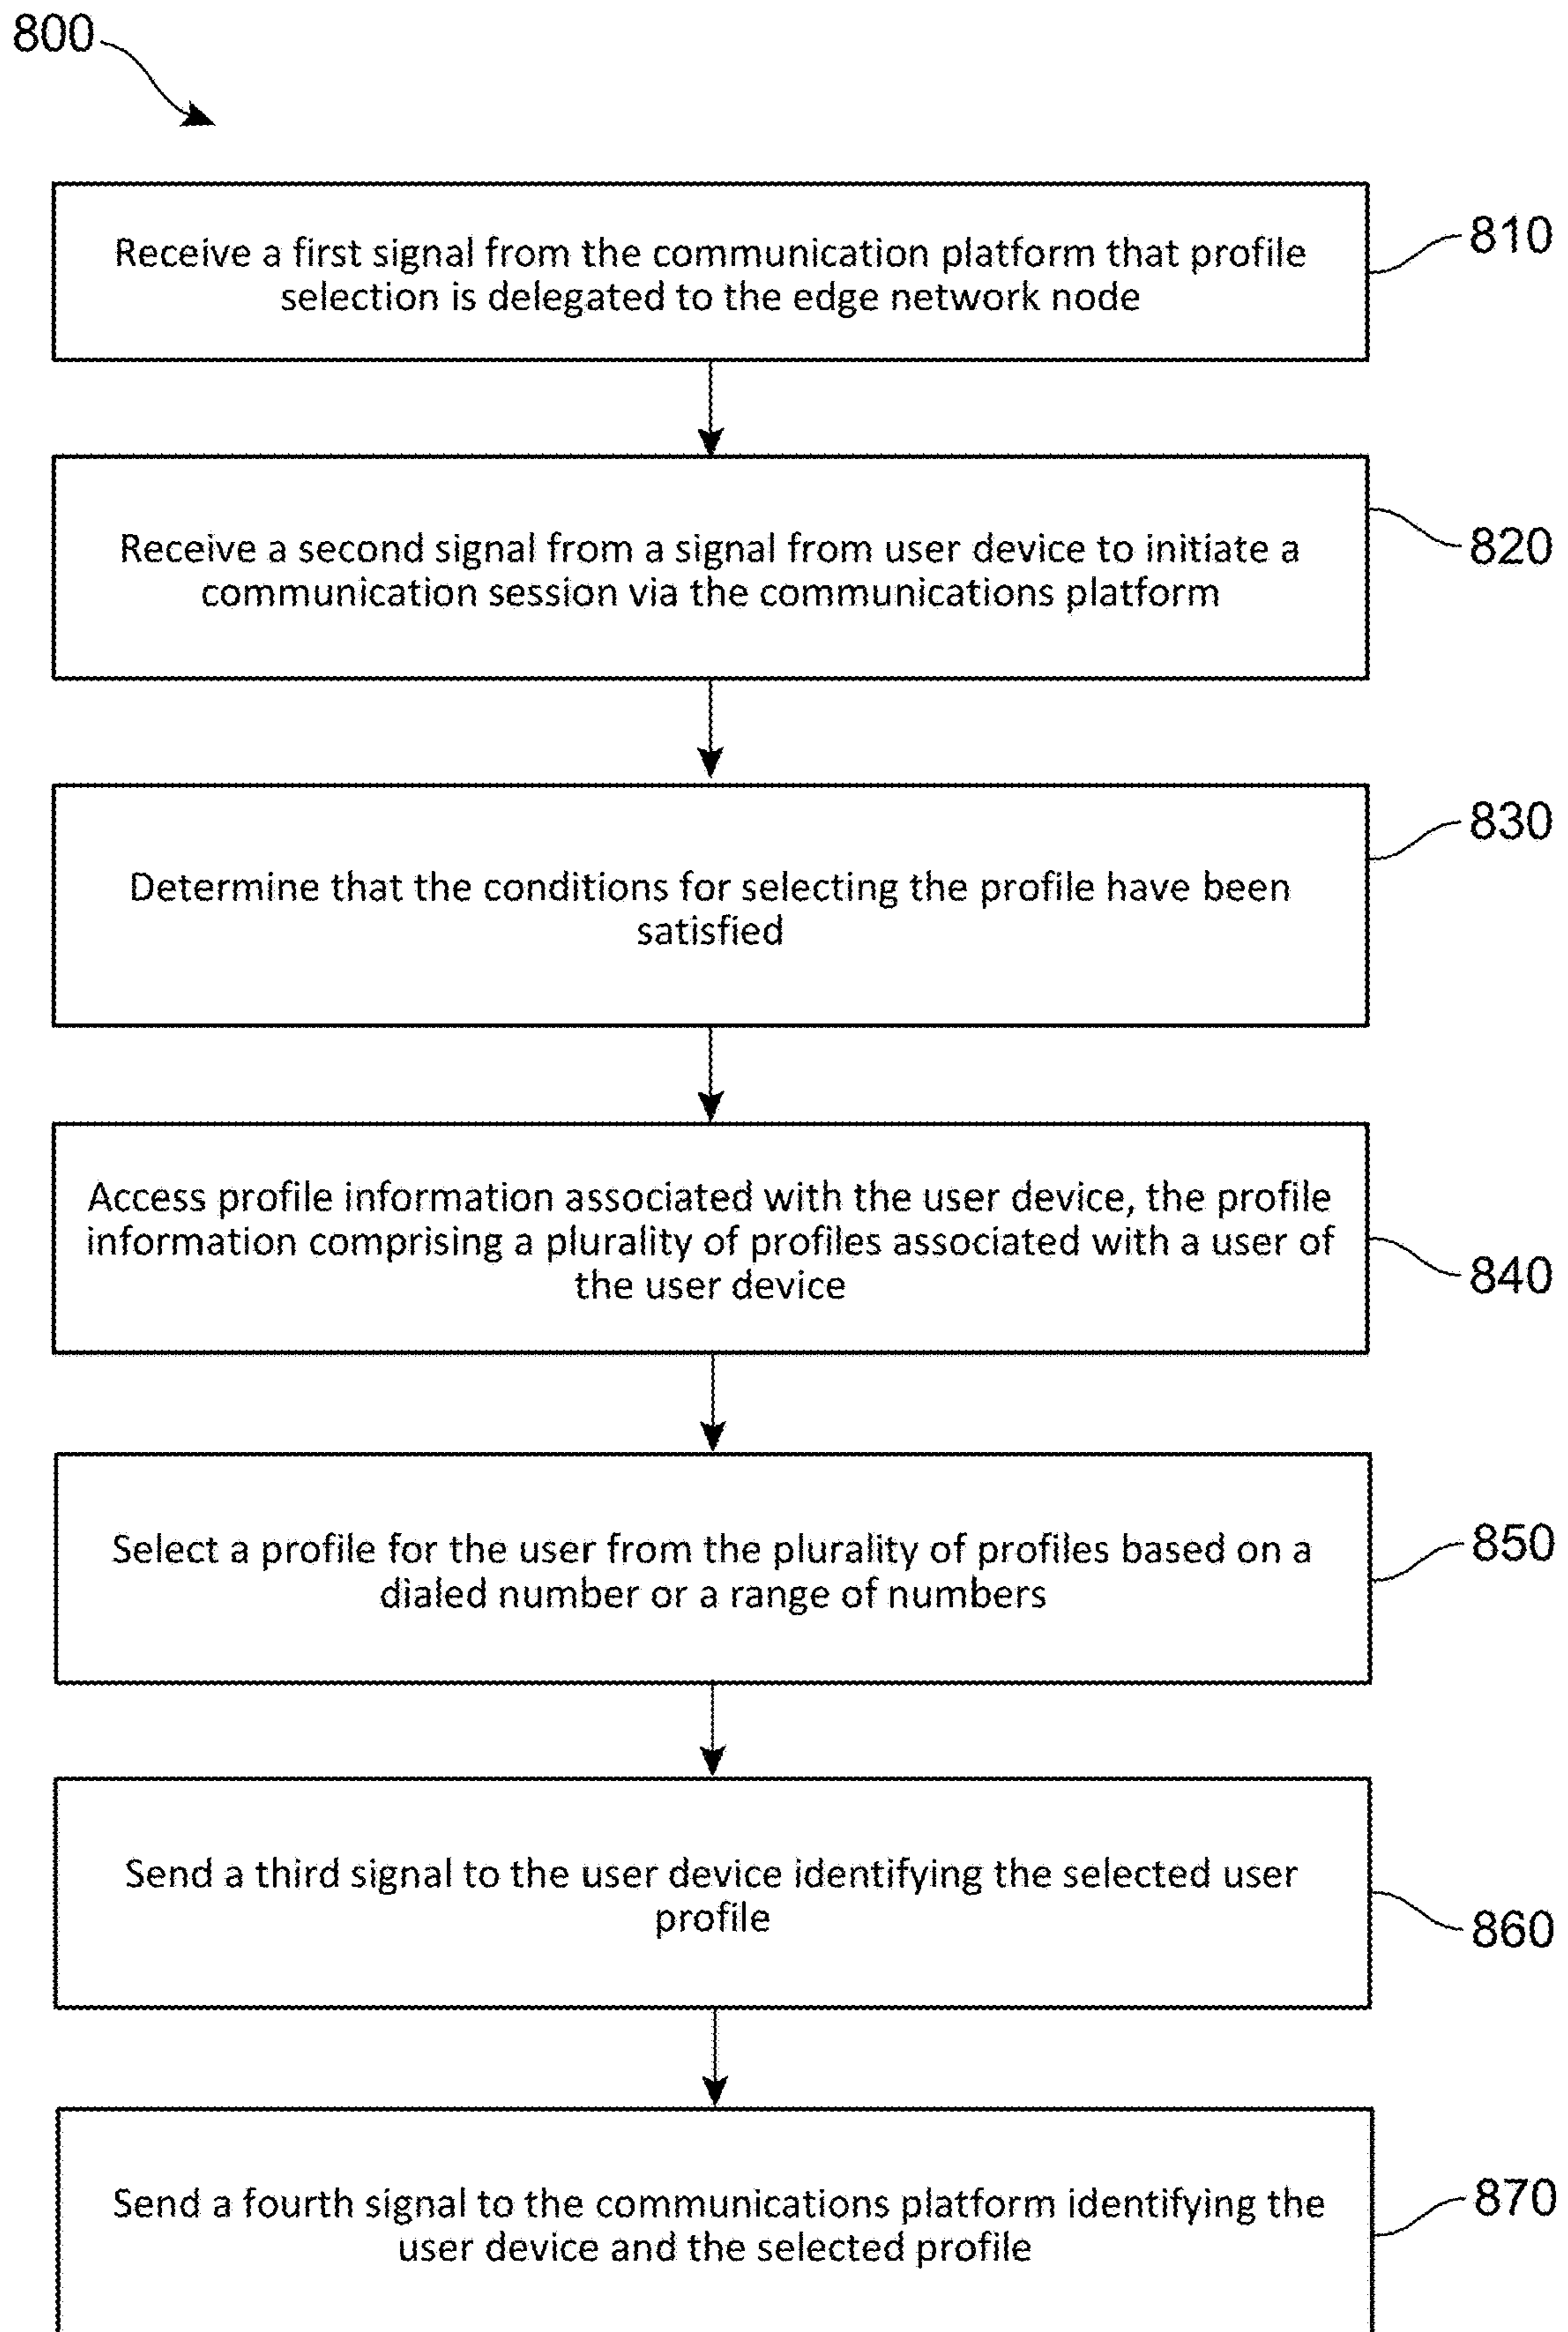 800
Receive a first signal from the communication platform that profile
selection is delegated to the edge network node
810
Receive a second signal from a signal from user device to initiate a
communication session via the communications platform
820
Determine that the conditions for selecting the profile have been
satisfied
830
Access profile information associated with the user device, the profile
information comprising a plurality of profiles associated with a user of
the user device
840
Select a profile for the user from the plurality of profiles based on a
dialed number or a range of numbers
850
Send a third signal to the user device identifying the selected user
profile
860
Send a fourth signal to the communications platform identifying the
user device and the selected profile
870